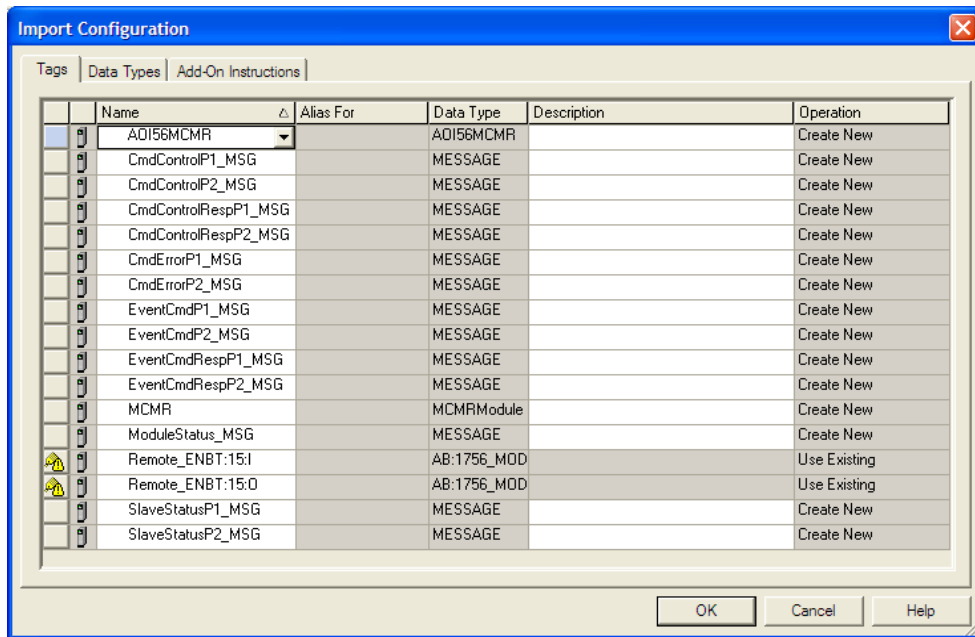 Import Configuration
Tags Data Types Add-On Instructions
Name Alias For Data Type Description Operation
AOI56MCMR AOI56MCMR Create New
CmdControlP1_MSG MESSAGE Create New
CmdControlP2_MSG MESSAGE Create New
CmdControlRespP1_MSG MESSAGE Create New
CmdControlRespP2_MSG MESSAGE Create New
CmdErrorP1_MSG MESSAGE Create New
CmdErrorP2_MSG MESSAGE Create New
EventCmdP1_MSG MESSAGE Create New
EventCmdP2_MSG MESSAGE Create New
EventCmdRespP1_MSG MESSAGE Create New
EventCmdRespP2_MSG MESSAGE Create New
MCMR MCMRModule Create New
ModuleStatus_MSG MESSAGE Create New
Remote_ENBT:15:I AB:1756_MOD Use Existing
Remote_ENBT:15:O AB:1756_MOD Use Existing
SlaveStatusP1_MSG MESSAGE Create New
SlaveStatusP2_MSG MESSAGE Create New
OK Cancel Help